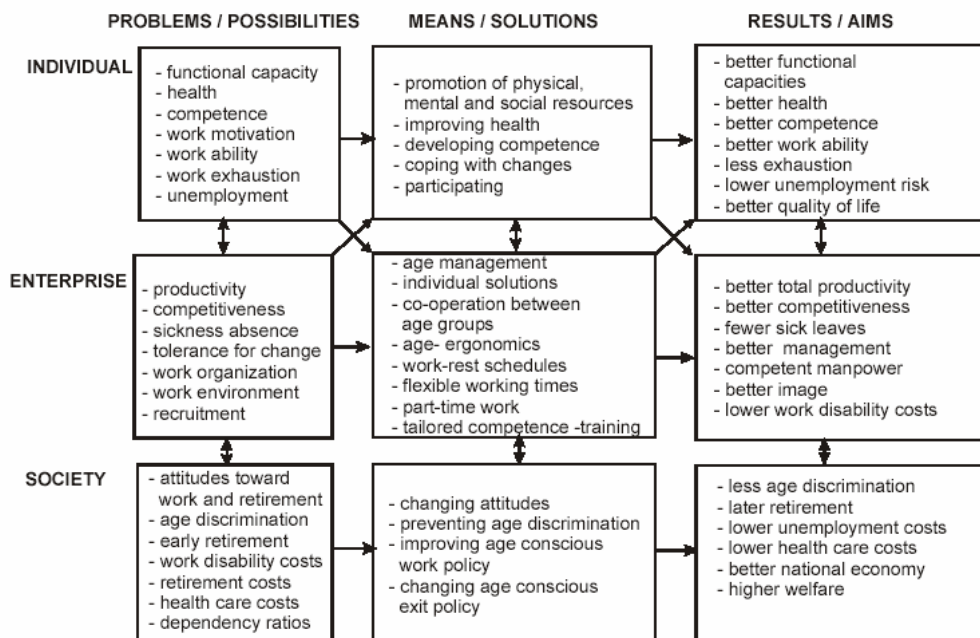 PROBLEMS / POSSIBILITIES
MEANS / SOLUTIONS
RESULTS / AIMS
INDIVIDUAL
- functional capacity
- health
- competence
- work motivation
- work ability
- work exhaustion
- unemployment
- promotion of physical,
mental and social resources
- improving health
- developing competence
- coping with changes
- participating
- better functional
capacities
- better health
- better competence
- better work ability
- less exhaustion
- lower unemployment risk
- better quality of life
ENTERPRISE
- productivity
- competitiveness
- sickness absence
- tolerance for change
- work organization
- work environment
- recruitment
- age management
- individual solutions
- co-operation between
age groups
- age- ergonomics
- work-rest schedules
- flexible working times
- part-time work
- tailored competence -training
- better total productivity
- better competitiveness
- fewer sick leaves
- better management
- competent manpower
- better image
- lower work disability costs
SOCIETY
- attitudes toward
work and retirement
- age discrimination
- early retirement
- work disability costs
- retirement costs
- health care costs
- dependency ratios
- changing attitudes
- preventing age discrimination
- improving age conscious
work policy
- changing age conscious
exit policy
- less age discrimination
- later retirement
- lower unemployment costs
- lower health care costs
- better national economy
- higher welfare